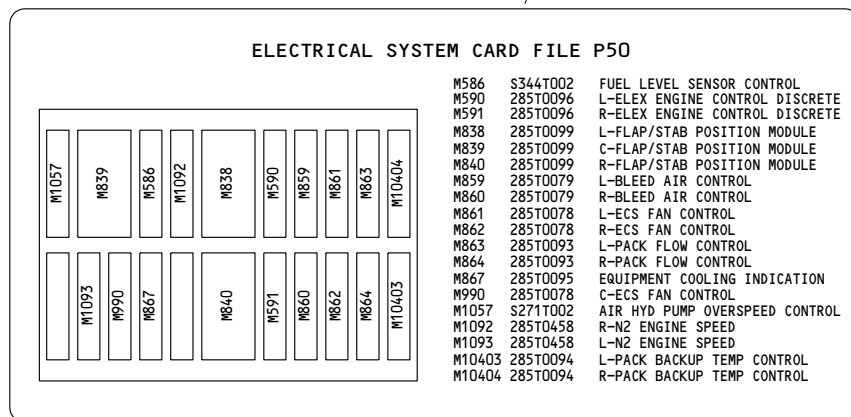 ELECTRICAL SYSTEM CARD FILE P50
M586 S344T002 FUEL LEVEL SENSOR CONTROL
M590 285T0096 L-ELEX ENGINE CONTROL DISCRETE
M591 285T0096 R-ELEX ENGINE CONTROL DISCRETE
M838 285T0099 L-FLAP/STAB POSITION MODULE
M839 285T0099 C-FLAP/STAB POSITION MODULE
M840 285T0099 R-FLAP/STAB POSITION MODULE
M859 285T0079 L-BLEED AIR CONTROL
M860 285T0079 R-BLEED AIR CONTROL
M861 285T0078 L-ECS FAN CONTROL
M862 285T0078 R-ECS FAN CONTROL
M863 285T0093 L-PACK FLOW CONTROL
M864 285T0093 R-PACK FLOW CONTROL
M867 285T0095 EQUIPMENT COOLING INDICATION
M990 285T0078 C-ECS FAN CONTROL
M1057 S271T002 AIR HYD PUMP OVERSPEED CONTROL
M1092 285T0458 R-N2 ENGINE SPEED
M1093 285T0458 L-N2 ENGINE SPEED
M10403 285T0094 L-PACK BACKUP TEMP CONTROL
M10404 285T0094 R-PACK BACKUP TEMP CONTROL
M1057
M839
M586
M1092
M838
M590
M859
M861
M863
M10404
M1093
M990
M867
M840
M591
M860
M862
M864
M10403